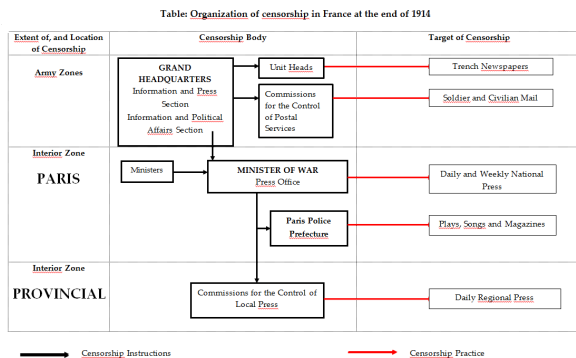 Table: Organization of censorship in France at the end of 1914
Extent of, and Location
of Censorship
Censorship Body
Target of Censorship
Army Zones
GRAND
HEADQUARTERS
Information and Press
Section
Information and Political
Affairs Section
Unit Heads
Trench Newspapers
Commissions
for the Control
of Postal
Services
Soldier and Civilian Mail
Interior Zone
PARIS
Ministers
MINISTER OF WAR
Press Office
Daily and Weekly National
Press
Paris Police
Prefecture
Plays, Songs and Magazines
Interior Zone
PROVINCIAL
Commissions for the Control of
Local Press
Daily Regional Press
Censorship Instructions
Censorship Practice